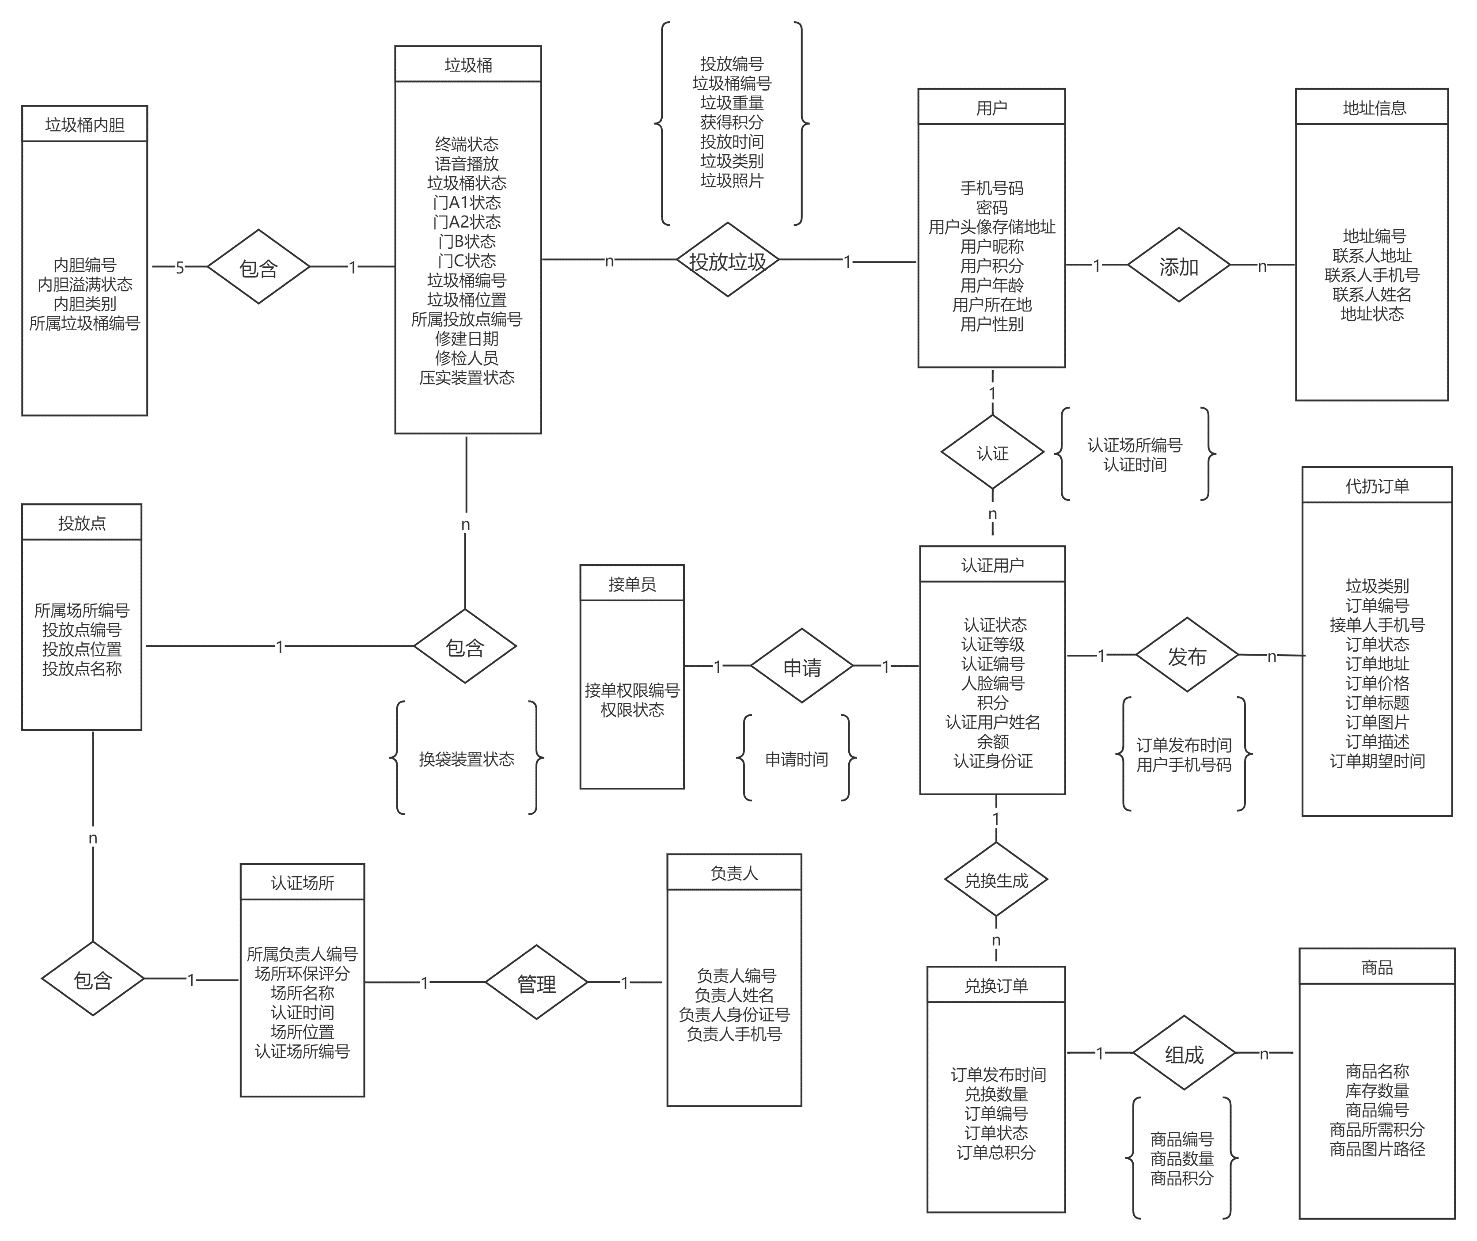 垃圾桶内胆
内胆编号
内胆溢满状态
内胆类别
所属垃圾桶编号
5
包含
1
垃圾桶
终端状态
语音播放
垃圾桶状态
门A1状态
门A2状态
门B状态
门C状态
垃圾桶编号
垃圾桶位置
所属投放点编号
修建日期
修检人员
压实装置状态
投放编号
垃圾桶编号
垃圾重量
获得积分
投放时间
垃圾类别
垃圾照片
n
投放垃圾
1
用户
手机号码
密码
用户头像存储地址
用户昵称
用户积分
用户年龄
用户所在地
用户性别
1
添加
n
地址信息
地址编号
联系人地址
联系人手机号
联系人姓名
地址状态
1
认证
认证场所编号
认证时间
n
投放点
所属场所编号
投放点编号
投放点位置
投放点名称
n
1
包含
换袋装置状态
接单员
接单权限编号
权限状态
1
申请
1
申请时间
认证用户
认证状态
认证等级
认证编号
人脸编号
积分
认证用户姓名
余额
认证身份证
1
发布
n
订单发布时间
用户手机号码
代扔订单
垃圾类别
订单编号
接单人手机号
订单状态
订单地址
订单价格
订单标题
订单图片
订单描述
订单期望时间
n
包含
1
认证场所
所属负责人编号
场所环保评分
场所名称
认证时间
场所位置
认证场所编号
1
管理
1
负责人
负责人编号
负责人姓名
负责人身份证号
负责人手机号
1
兑换生成
n
兑换订单
订单发布时间
兑换数量
订单编号
订单状态
订单总积分
1
组成
n
商品编号
商品数量
商品积分
商品
商品名称
库存数量
商品编号
商品所需积分
商品图片路径